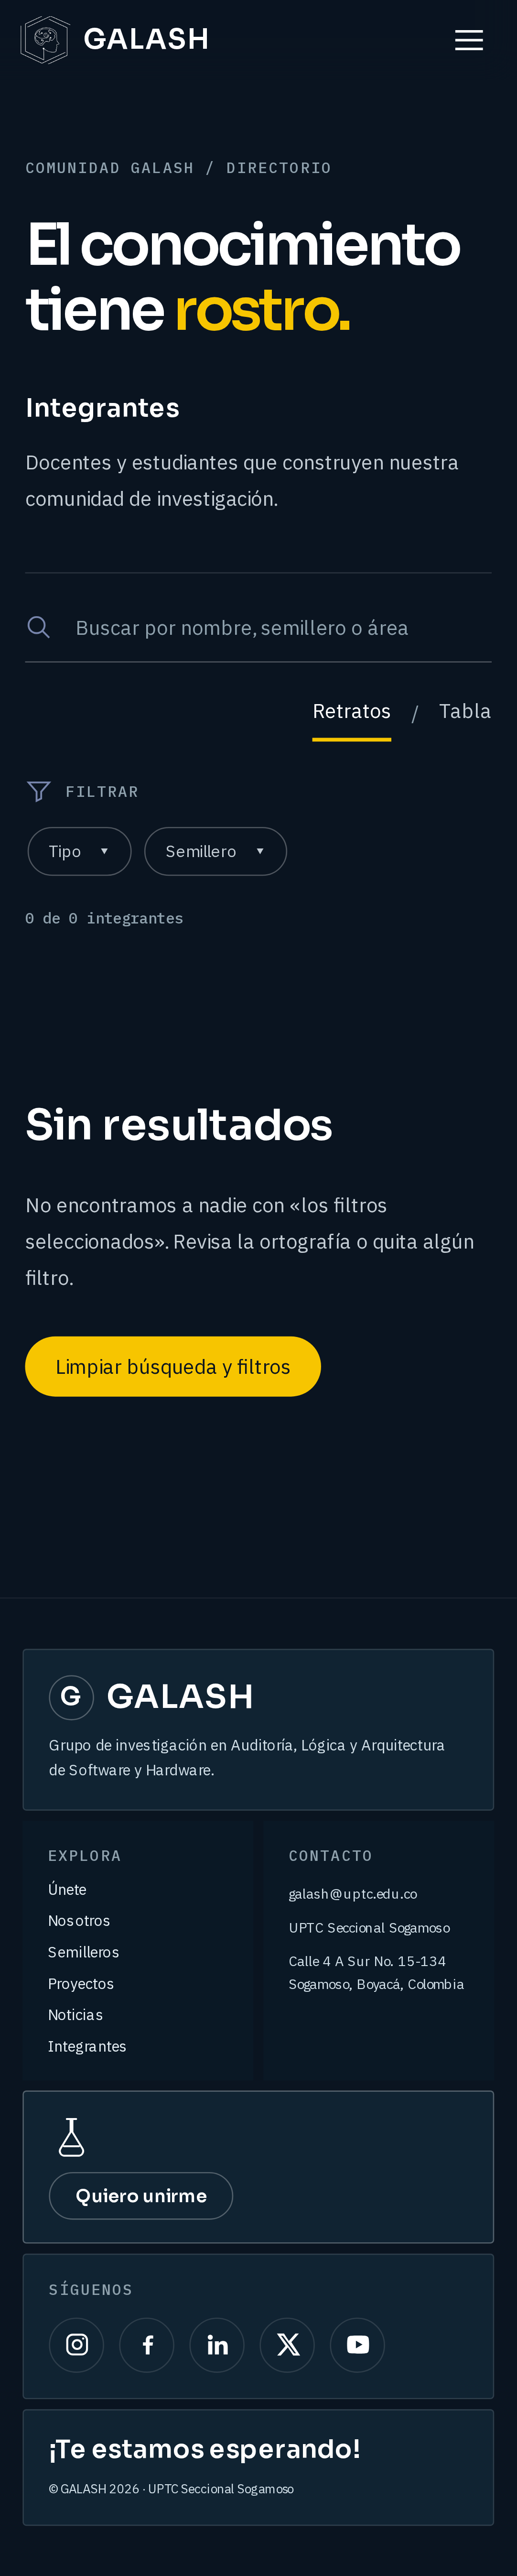 GALASH
COMUNIDAD GALASH / DIRECTORIO
El conocimiento
tiene rostro.
Integrantes
Docentes y estudiantes que construyen nuestra
comunidad de investigación.
Buscar por nombre, semillero o área
Retratos / Tabla
FILTRAR
Tipo ▼ Semillero ▼
0 de 0 integrantes
Sin resultados
No encontramos a nadie con «los filtros
seleccionados». Revisa la ortografía o quita algún
filtro.
Limpiar búsqueda y filtros
G GALASH
Grupo de investigación en Auditoría, Lógica y Arquitectura
de Software y Hardware.
EXPLORA
Únete
Nosotros
Semilleros
Proyectos
Noticias
Integrantes
CONTACTO
galash@uptc.edu.co
UPTC Seccional Sogamoso
Calle 4 A Sur No. 15-134
Sogamoso, Boyacá, Colombia
Quiero unirme
SÍGUENOS
¡Te estamos esperando!
© GALASH 2026 · UPTC Seccional Sogamoso